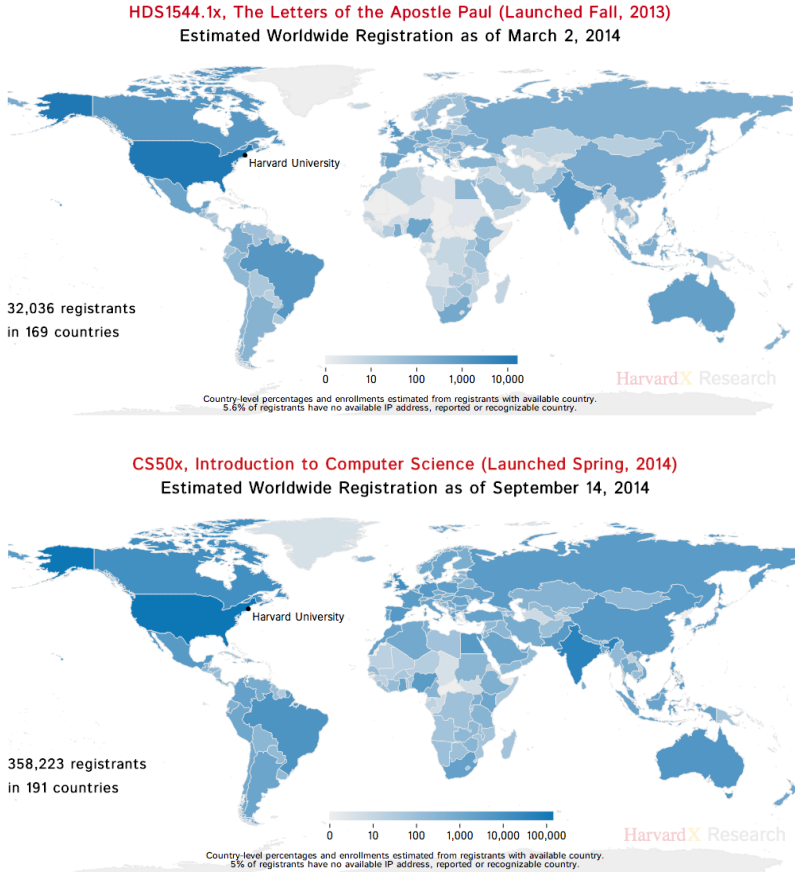 HDS1544.1x, The Letters of the Apostle Paul (Launched Fall, 2013)
Estimated Worldwide Registration as of March 2, 2014
Harvard University
32,036 registrants
in 169 countries
0 10 100 1,000 10,000
HarvardX Research
Country-level percentages and enrollments estimated from registrants with available country.
5.6% of registrants have no available IP address, reported or recognizable country.
CS50x, Introduction to Computer Science (Launched Spring, 2014)
Estimated Worldwide Registration as of September 14, 2014
Harvard University
358,223 registrants
in 191 countries
0 10 100 1,000 10,000 100,000
HarvardX Research
Country-level percentages and enrollments estimated from registrants with available country.
5% of registrants have no available IP address, reported or recognizable country.